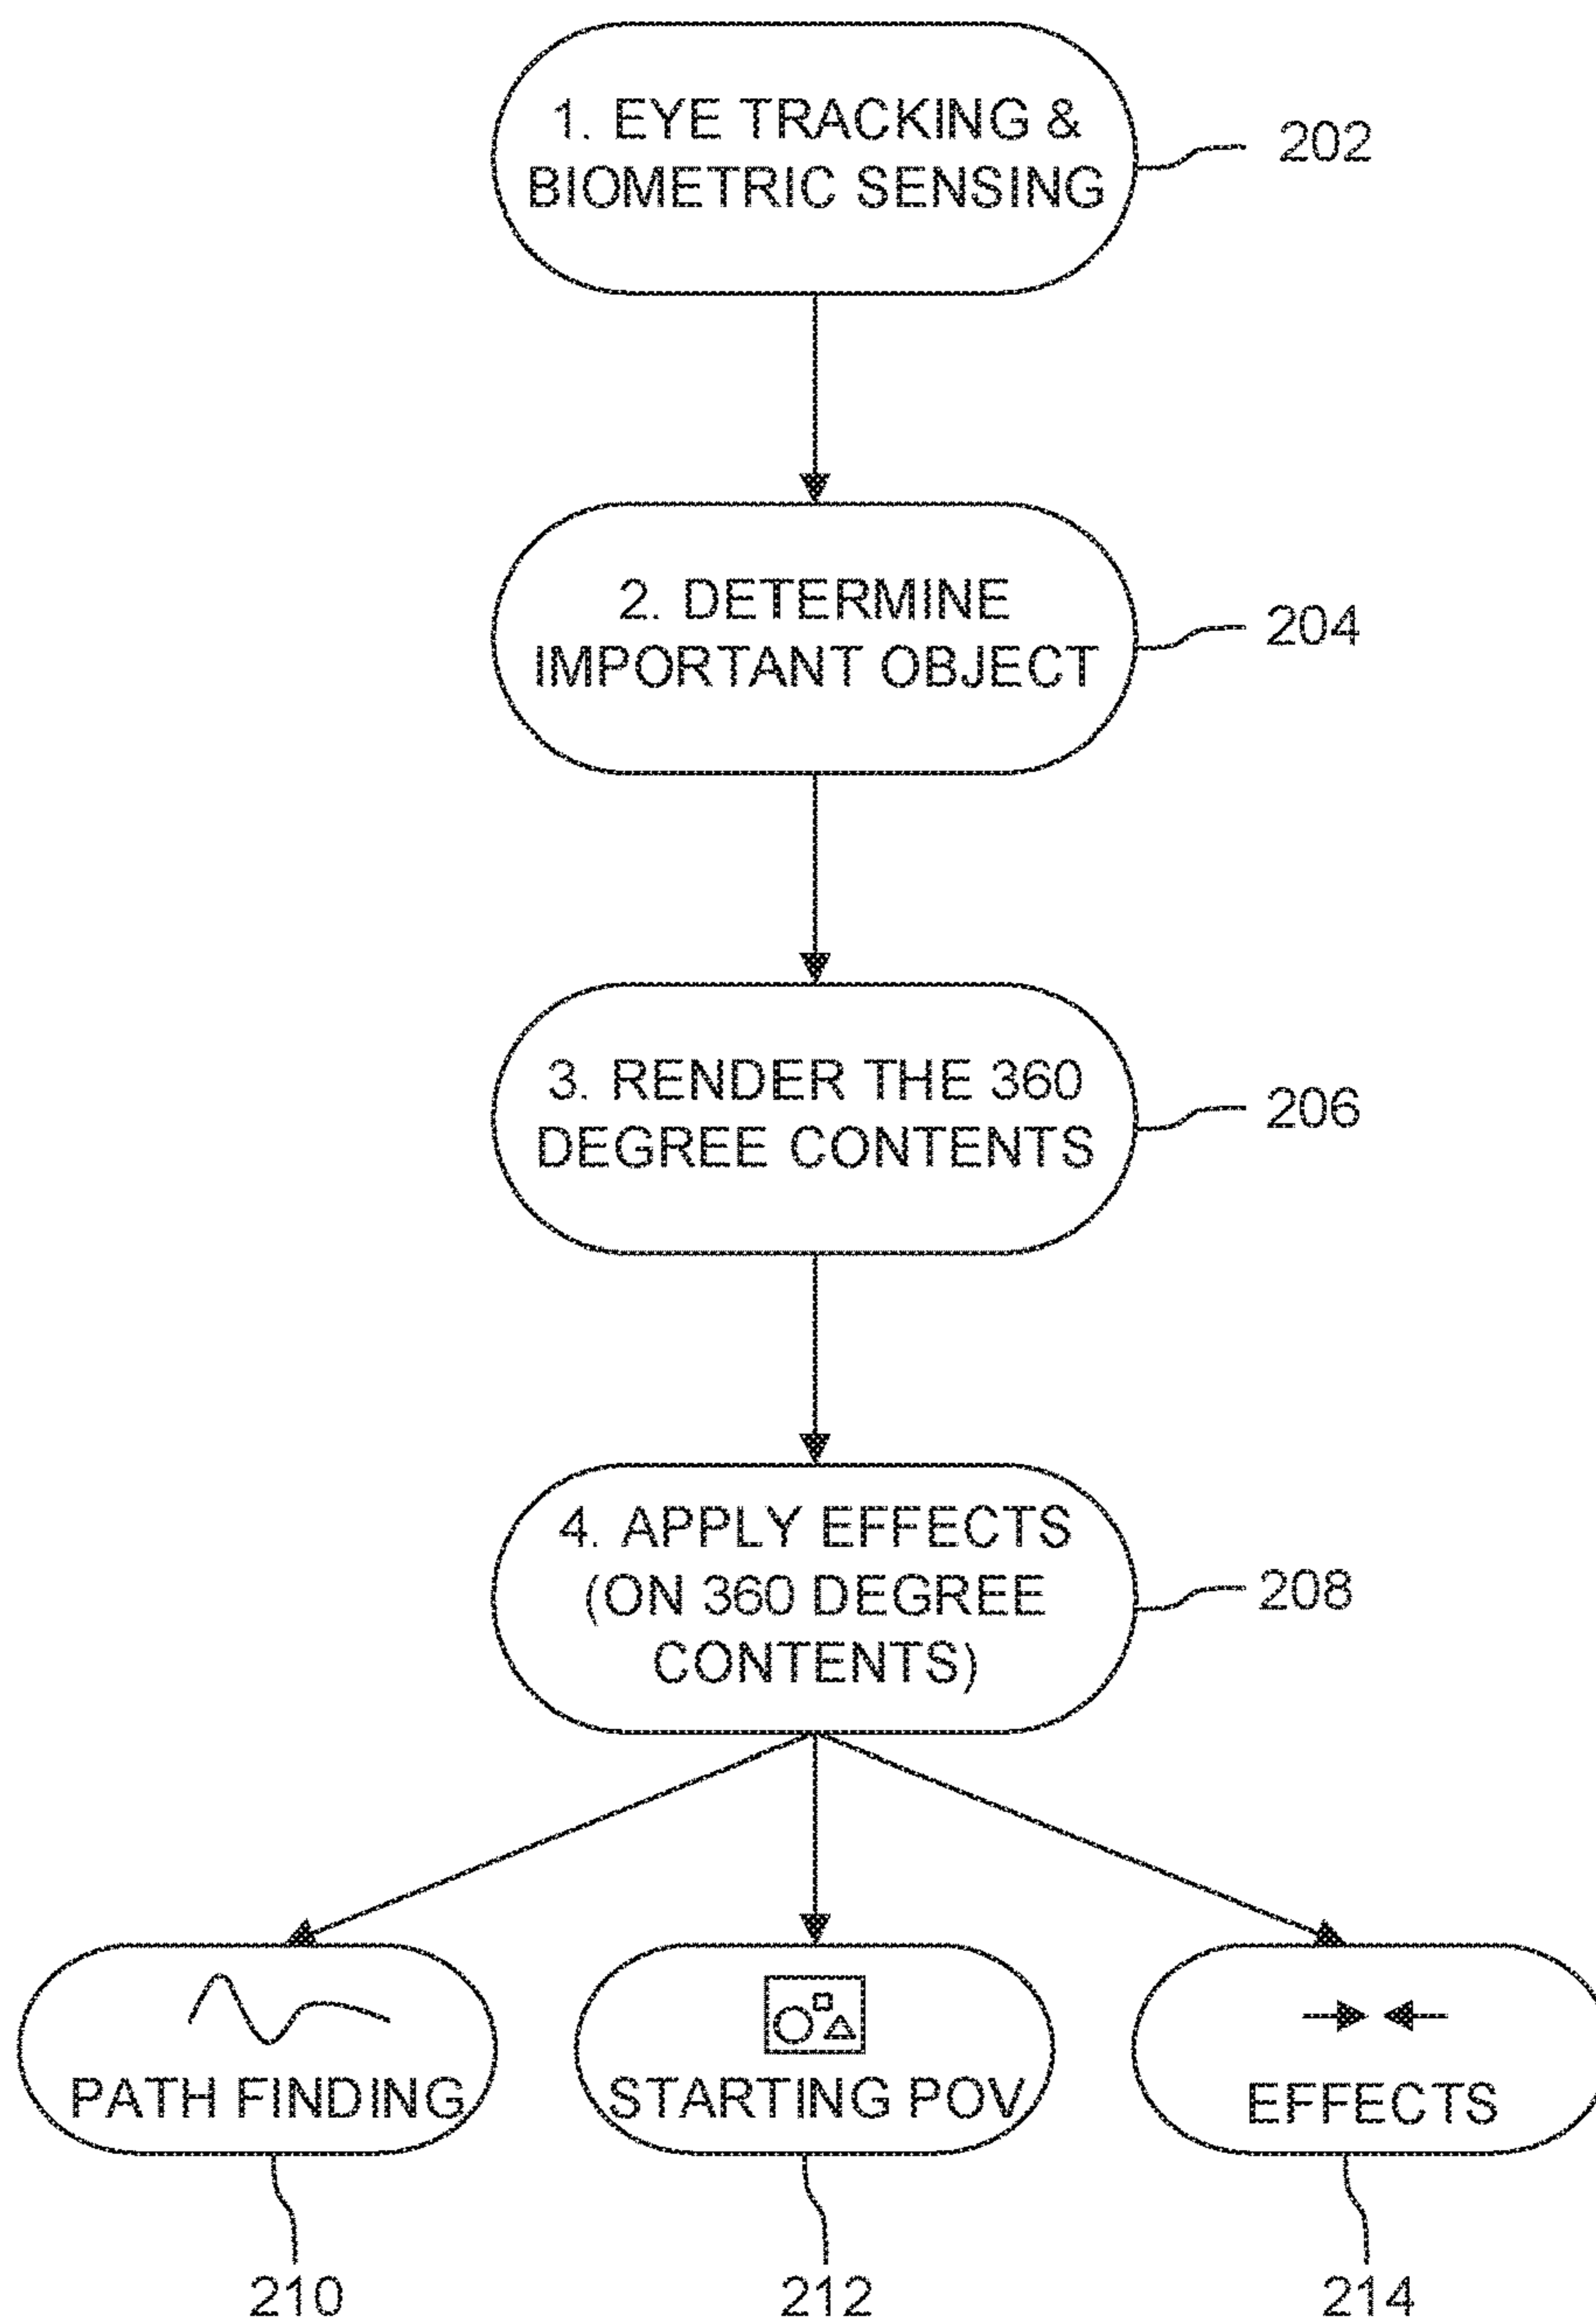 1. EYE TRACKING &
BIOMETRIC SENSING
202
2. DETERMINE
IMPORTANT OBJECT
204
3. RENDER THE 360
DEGREE CONTENTS
206
4. APPLY EFFECTS
(ON 360 DEGREE
CONTENTS)
208
PATH FINDING
STARTING POV
EFFECTS
210
212
214